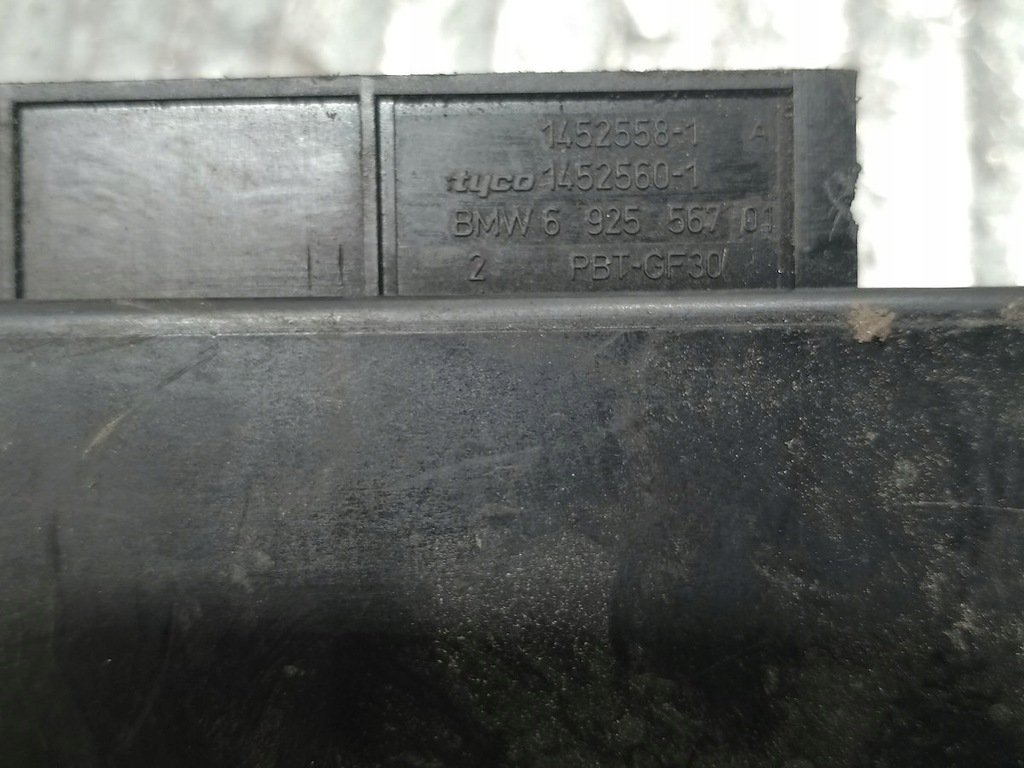 1452558-1 A
tyco 1452560-1
BMW 6 925 567 01
2 PBT-GF30